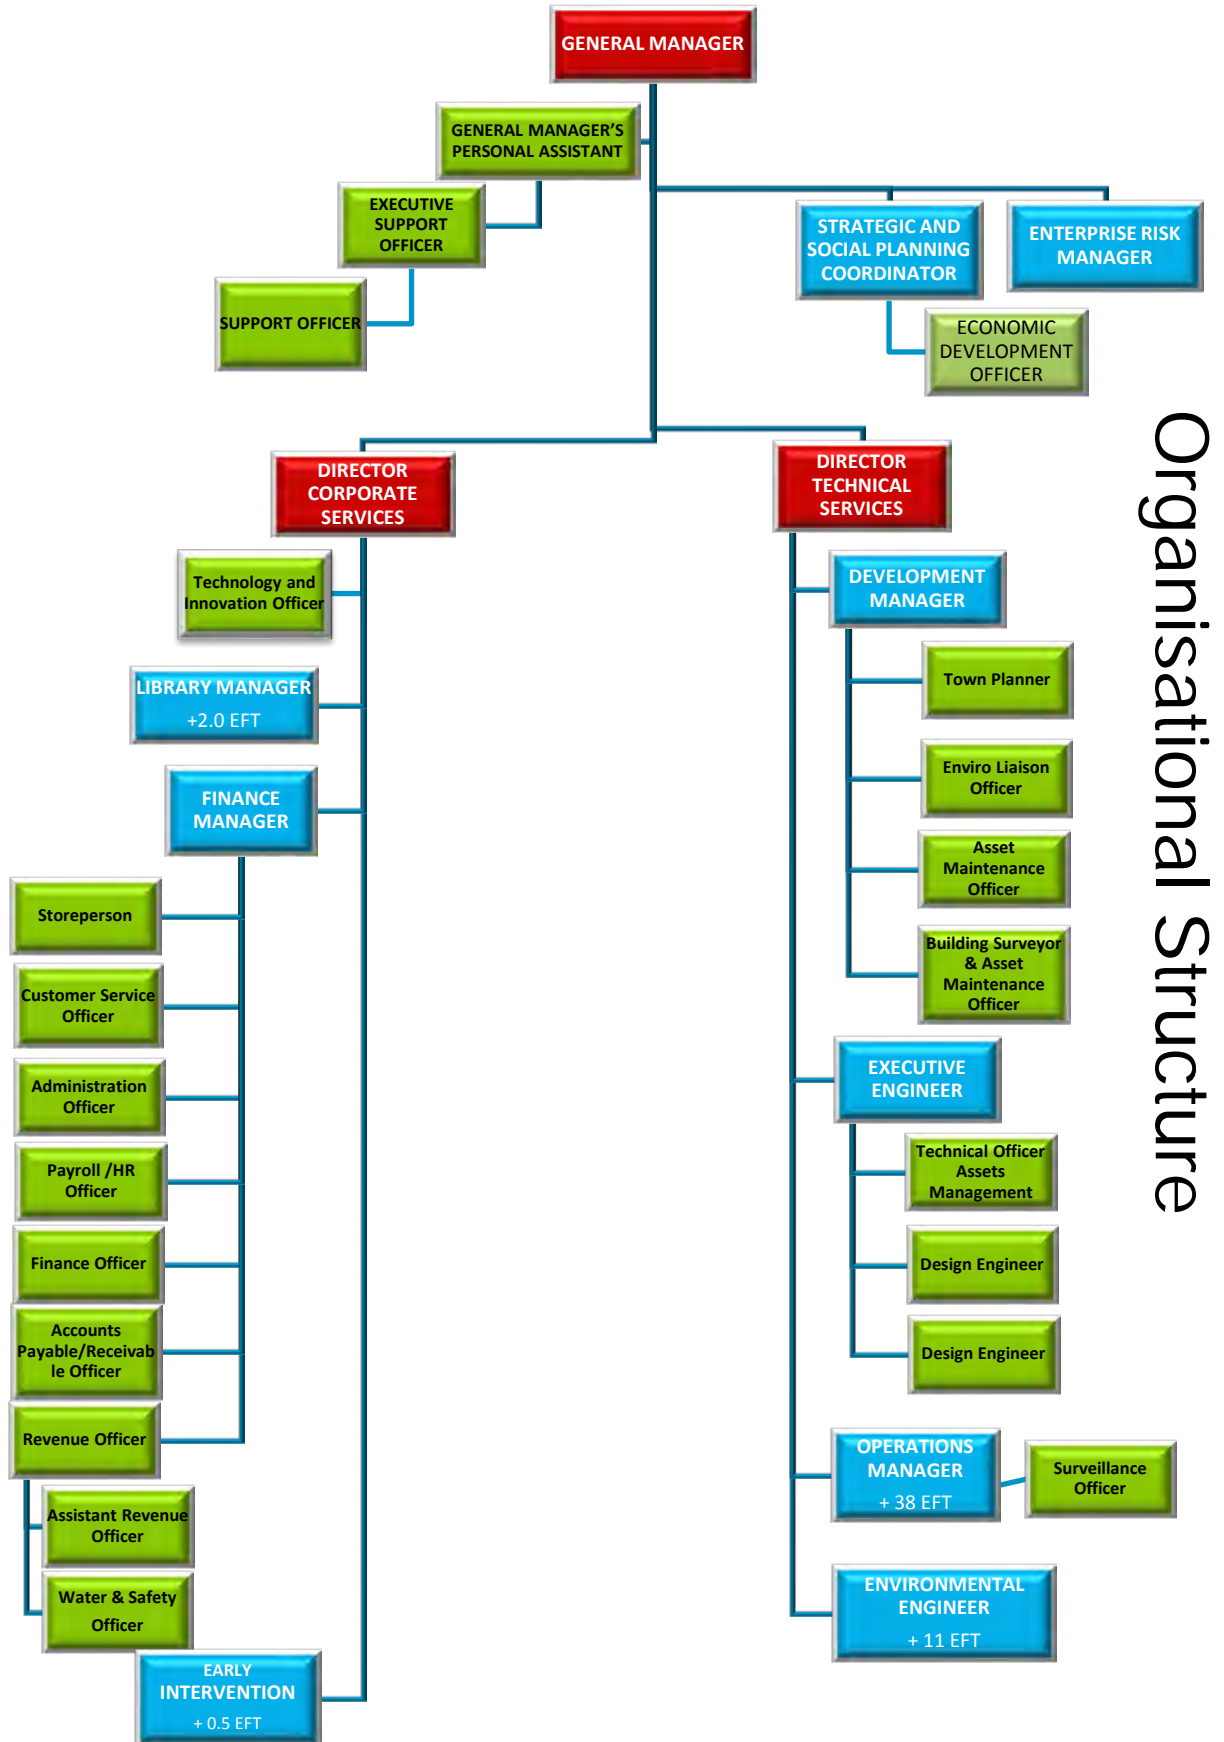 GENERAL MANAGER
GENERAL MANAGER’S
PERSONAL ASSISTANT
EXECUTIVE
SUPPORT
OFFICER
SUPPORT OFFICER
STRATEGIC AND
SOCIAL PLANNING
COORDINATOR
ENTERPRISE RISK
MANAGER
ECONOMIC
DEVELOPMENT
OFFICER
Organisational Structure
DIRECTOR
CORPORATE
SERVICES
Technology and
Innovation Officer
LIBRARY MANAGER
+2.0 EFT
FINANCE
MANAGER
Storeperson
Customer Service
Officer
Administration
Officer
Payroll /HR
Officer
Finance Officer
Accounts
Payable/Receivab
le Officer
Revenue Officer
Assistant Revenue
Officer
Water & Safety
Officer
EARLY
INTERVENTION
+ 0.5 EFT
DIRECTOR
TECHNICAL
SERVICES
DEVELOPMENT
MANAGER
Town Planner
Enviro Liaison
Officer
Asset
Maintenance
Officer
Building Surveyor
& Asset
Maintenance
Officer
EXECUTIVE
ENGINEER
Technical Officer
Assets
Management
Design Engineer
Design Engineer
OPERATIONS
MANAGER
+ 38 EFT
Surveillance
Officer
ENVIRONMENTAL
ENGINEER
+ 11 EFT